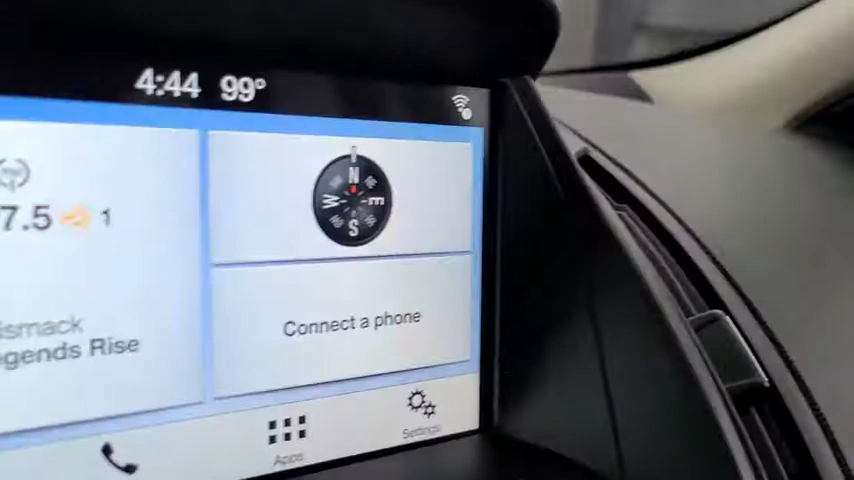 4:44 99°
N
W
S
7.5 1
Connect a phone
ismack
egends Rise
Apps
Settings